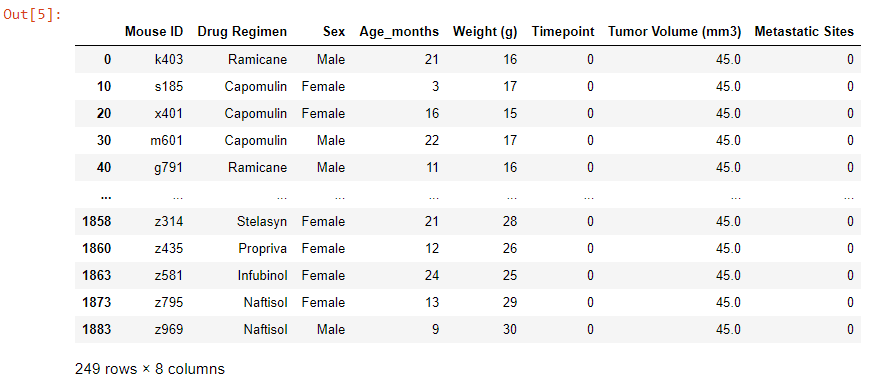 Out[5]:
Mouse ID Drug Regimen Sex Age_months Weight (g) Timepoint Tumor Volume (mm3) Metastatic Sites
0 k403 Ramicane Male 21 16 0 45.0 0
10 s185 Capomulin Female 3 17 0 45.0 0
20 x401 Capomulin Female 16 15 0 45.0 0
30 m601 Capomulin Male 22 17 0 45.0 0
40 g791 Ramicane Male 11 16 0 45.0 0
... ... ... ... ... ... ... ... ...
1858 z314 Stelasyn Female 21 28 0 45.0 0
1860 z435 Propriva Female 12 26 0 45.0 0
1863 z581 Infubinol Female 24 25 0 45.0 0
1873 z795 Naftisol Female 13 29 0 45.0 0
1883 z969 Naftisol Male 9 30 0 45.0 0
249 rows × 8 columns